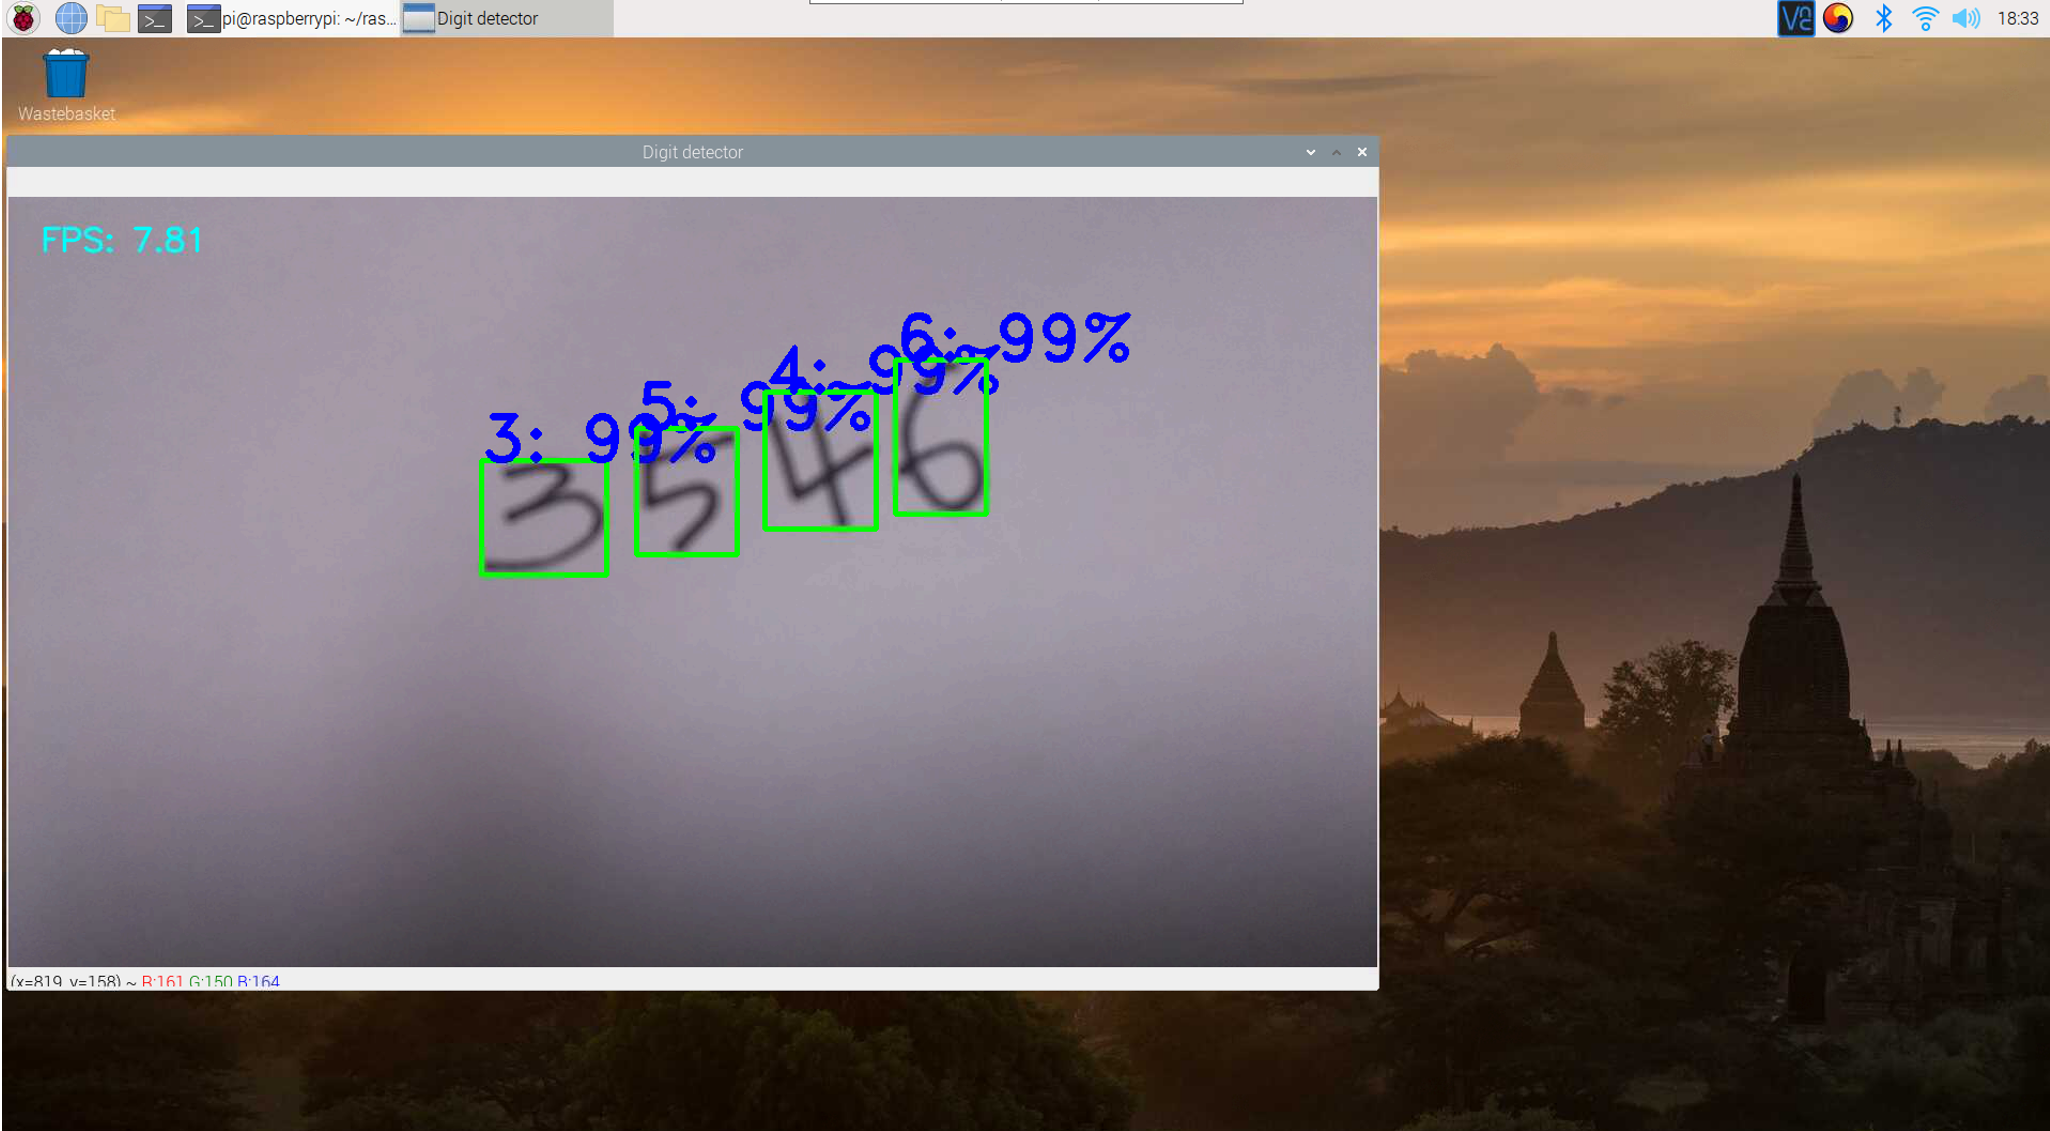 pi@raspberrypi: ~/ras... Digit detector 18:33
Wastebasket
Digit detector
FPS: 7.81
6: 99%
4: 99%
5: 99%
3: 99%
3 5 4 6
(x=819, y=158) ~ R:161 G:150 B:164